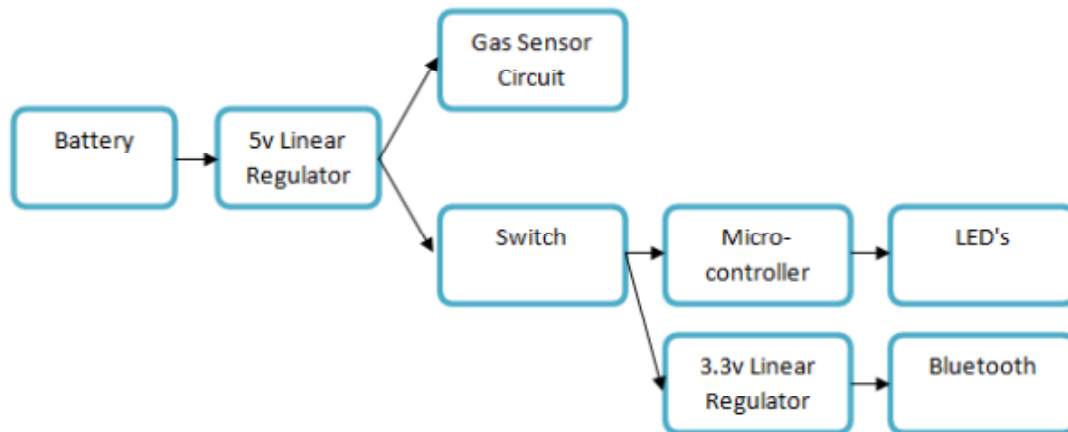 Gas Sensor
Circuit
Battery
5v Linear
Regulator
Switch
Micro-
controller
LED's
3.3v Linear
Regulator
Bluetooth